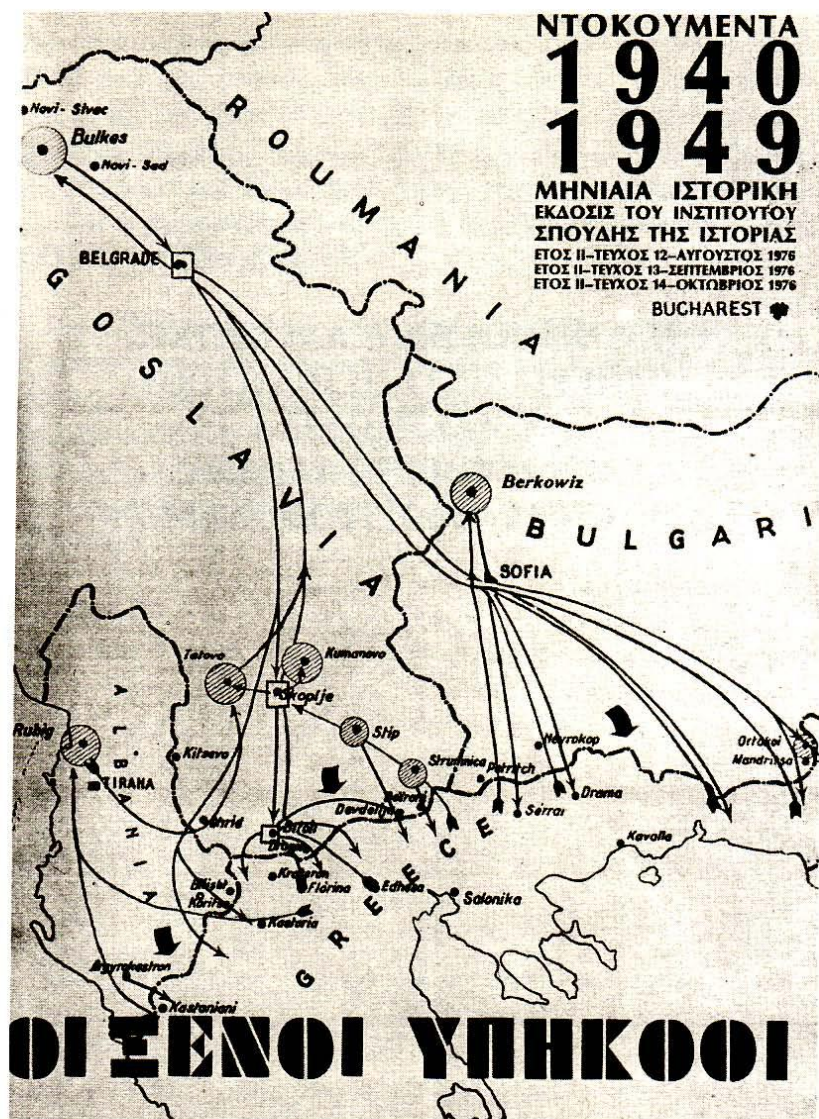 ΝΤΟΚΟΥΜΕΝΤΑ
1940
1949
ΜΗΝΙΑΙΑ ΙΣΤΟΡΙΚΗ
ΕΚΔΟΣΙΣ ΤΟΥ ΙΝΣΤΙΤΟΥΤΟΥ
ΣΠΟΥΔΗΣ ΤΗΣ ΙΣΤΟΡΙΑΣ
ΕΤΟΣ ΙΙ–ΤΕΥΧΟΣ 12–ΑΥΓΟΥΣΤΟΣ 1976
ΕΤΟΣ ΙΙ–ΤΕΥΧΟΣ 13–ΣΕΠΤΕΜΒΡΙΟΣ 1976
ΕΤΟΣ ΙΙ–ΤΕΥΧΟΣ 14–ΟΚΤΩΒΡΙΟΣ 1976
BUCHAREST
Novi-Sivec
Bulkes
Novi-Sad
ROUMANIA
BELGRADE
GOSLAVIA
Berkowiz
BULGARI
SOFIA
Tetovo
Kumanovo
Skoplje
Stip
Rubig
ALBANIA
Kitsevo
TIRANA
Strumnica
Petritch
Nevrokop
Ortakoi
Mandritsa
Ohrid
Serrai
Drama
Kavalla
Florina
Edhessa
Salonika
Kastoria
GREECE
Argyrokastron
Kastaniani
ΟΙ ΞΕΝΟΙ ΥΠΗΚΟΟΙ